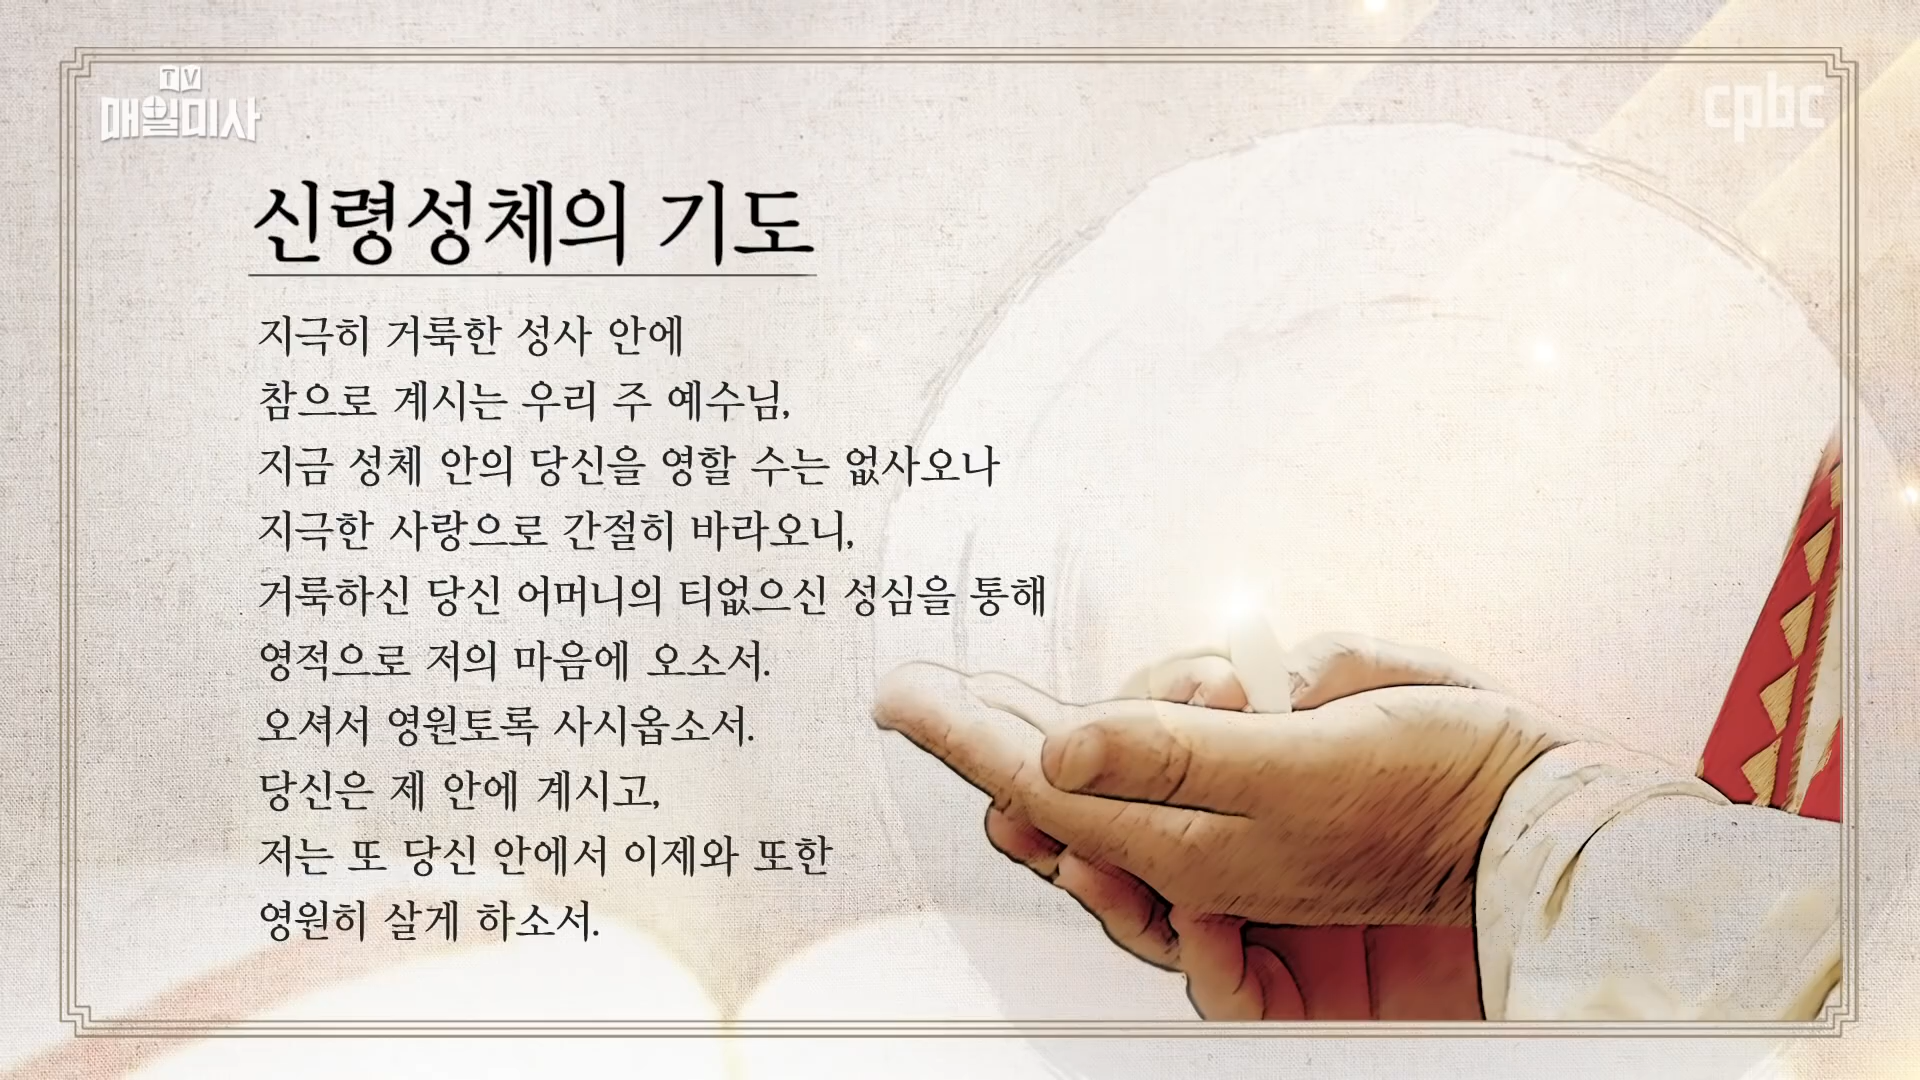 TV
매일미사
cpbc
신령성체의 기도
지극히 거룩한 성사 안에
참으로 계시는 우리 주 예수님,
지금 성체 안의 당신을 영할 수는 없사오나
지극한 사랑으로 간절히 바라오니,
거룩하신 당신 어머니의 티없으신 성심을 통해
영적으로 저의 마음에 오소서.
오셔서 영원토록 사시옵소서.
당신은 제 안에 계시고,
저는 또 당신 안에서 이제와 또한
영원히 살게 하소서.